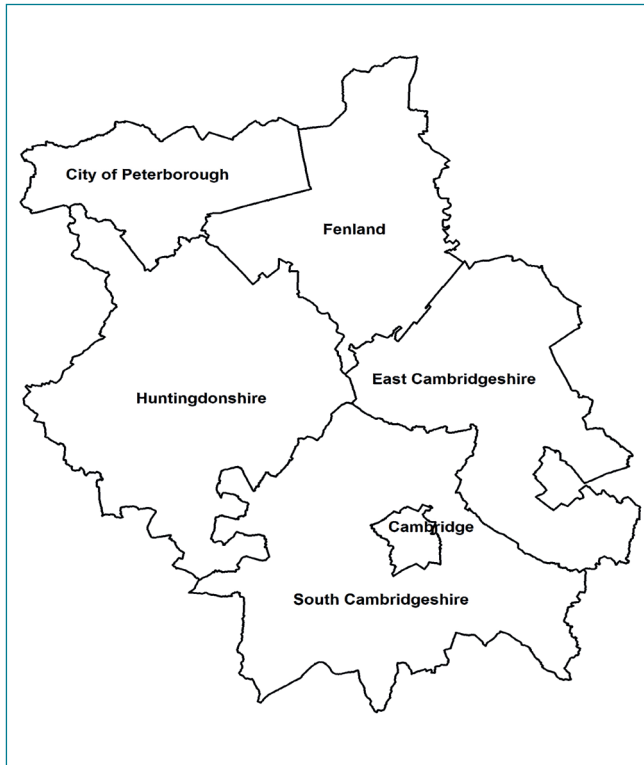 City of Peterborough
Fenland
East Cambridgeshire
Huntingdonshire
Cambridge
South Cambridgeshire